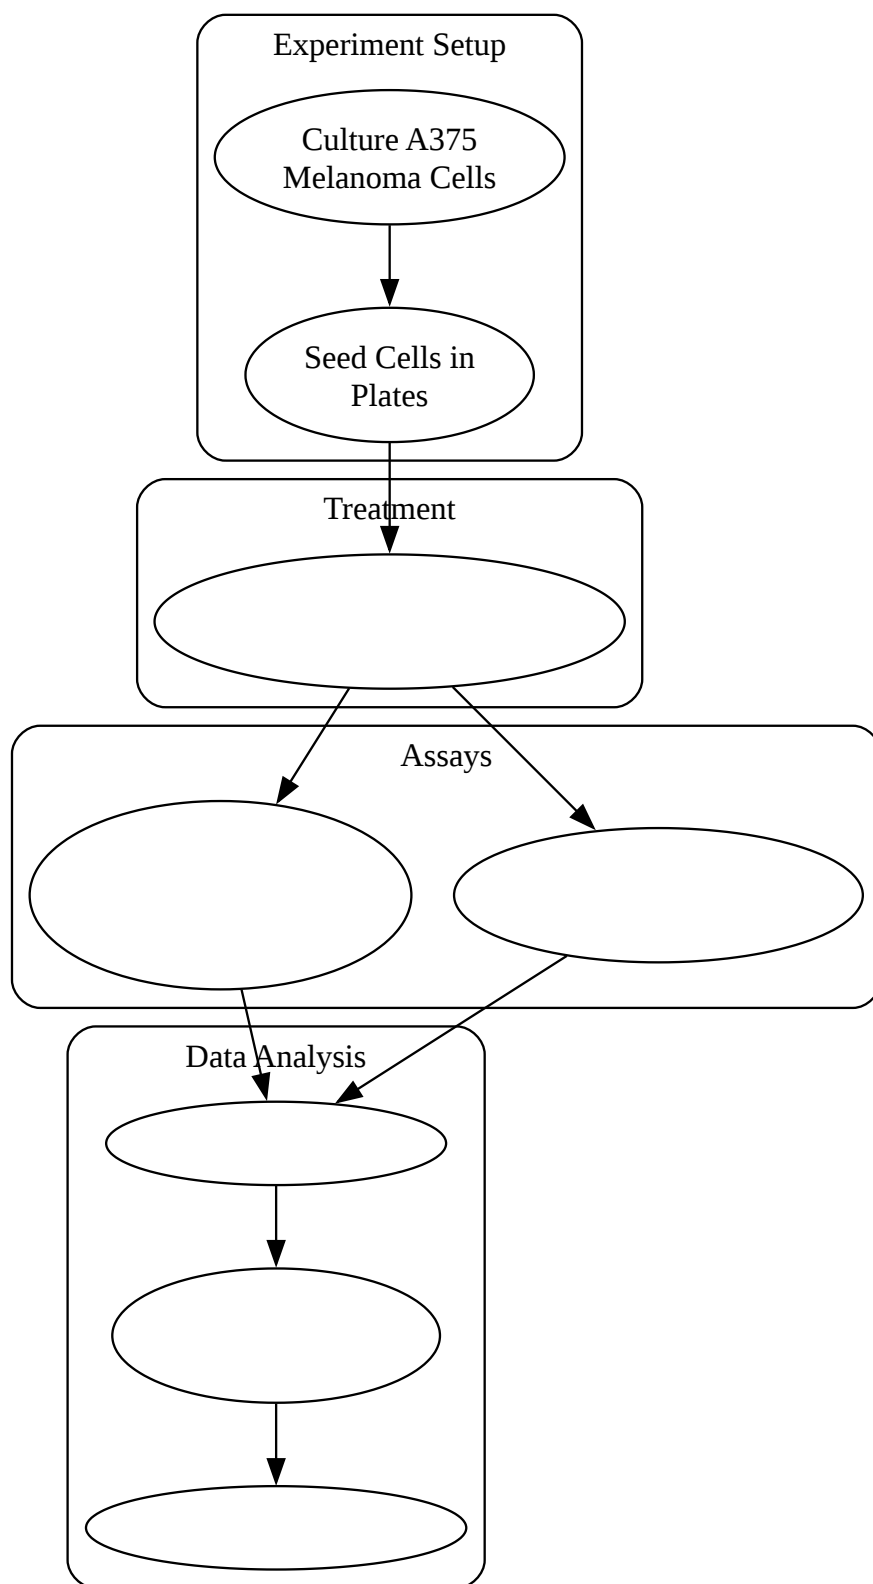 Experiment Setup
Culture A375
Melanoma Cells
Seed Cells in
Plates
Treatment
Assays
Data Analysis